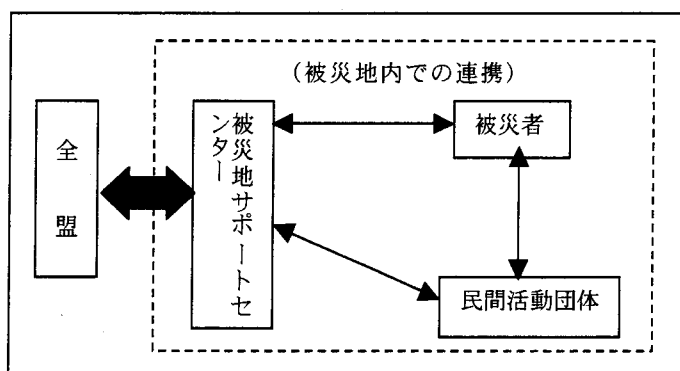 (被災地内での連携)
全盟
被災地サポートセ
ンター
被災者
民間活動団体